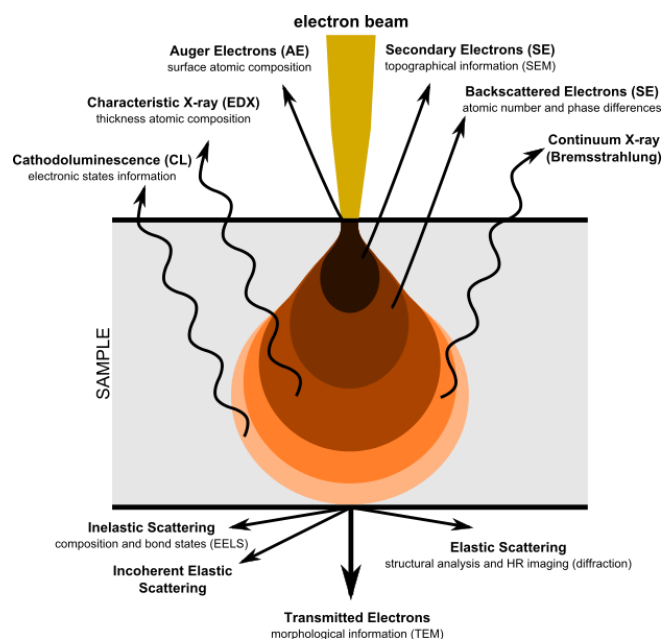 electron beam
Auger Electrons (AE)
surface atomic composition
Secondary Electrons (SE)
topographical information (SEM)
Characteristic X-ray (EDX)
thickness atomic composition
Backscattered Electrons (SE)
atomic number and phase differences
Cathodoluminescence (CL)
electronic states information
Continuum X-ray
(Bremsstrahlung)
SAMPLE
Inelastic Scattering
composition and bond states (EELS)
Incoherent Elastic
Scattering
Elastic Scattering
structural analysis and HR imaging (diffraction)
Transmitted Electrons
morphological information (TEM)